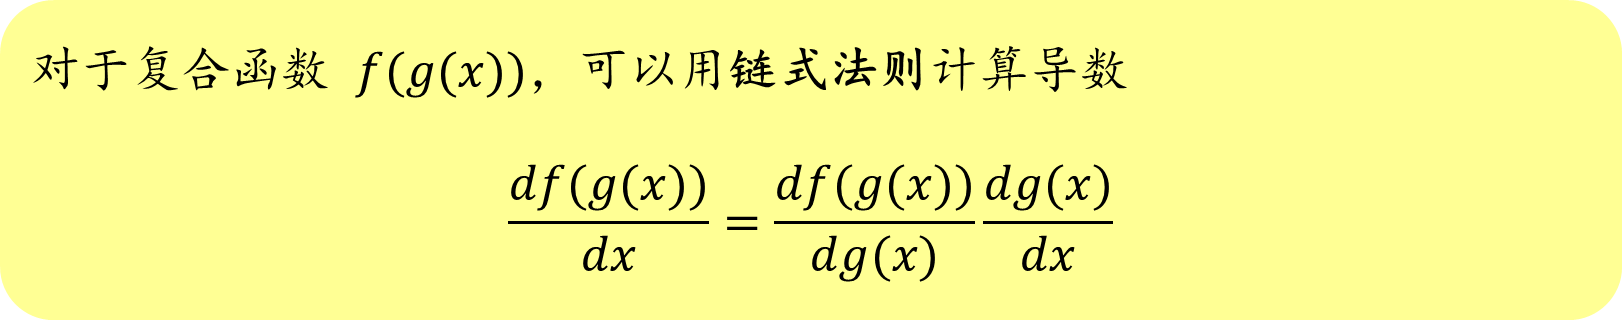 对于复合函数 f(g(x)), 可以用链式法则计算导数
df(g(x))/dx = df(g(x))/dg(x) dg(x)/dx